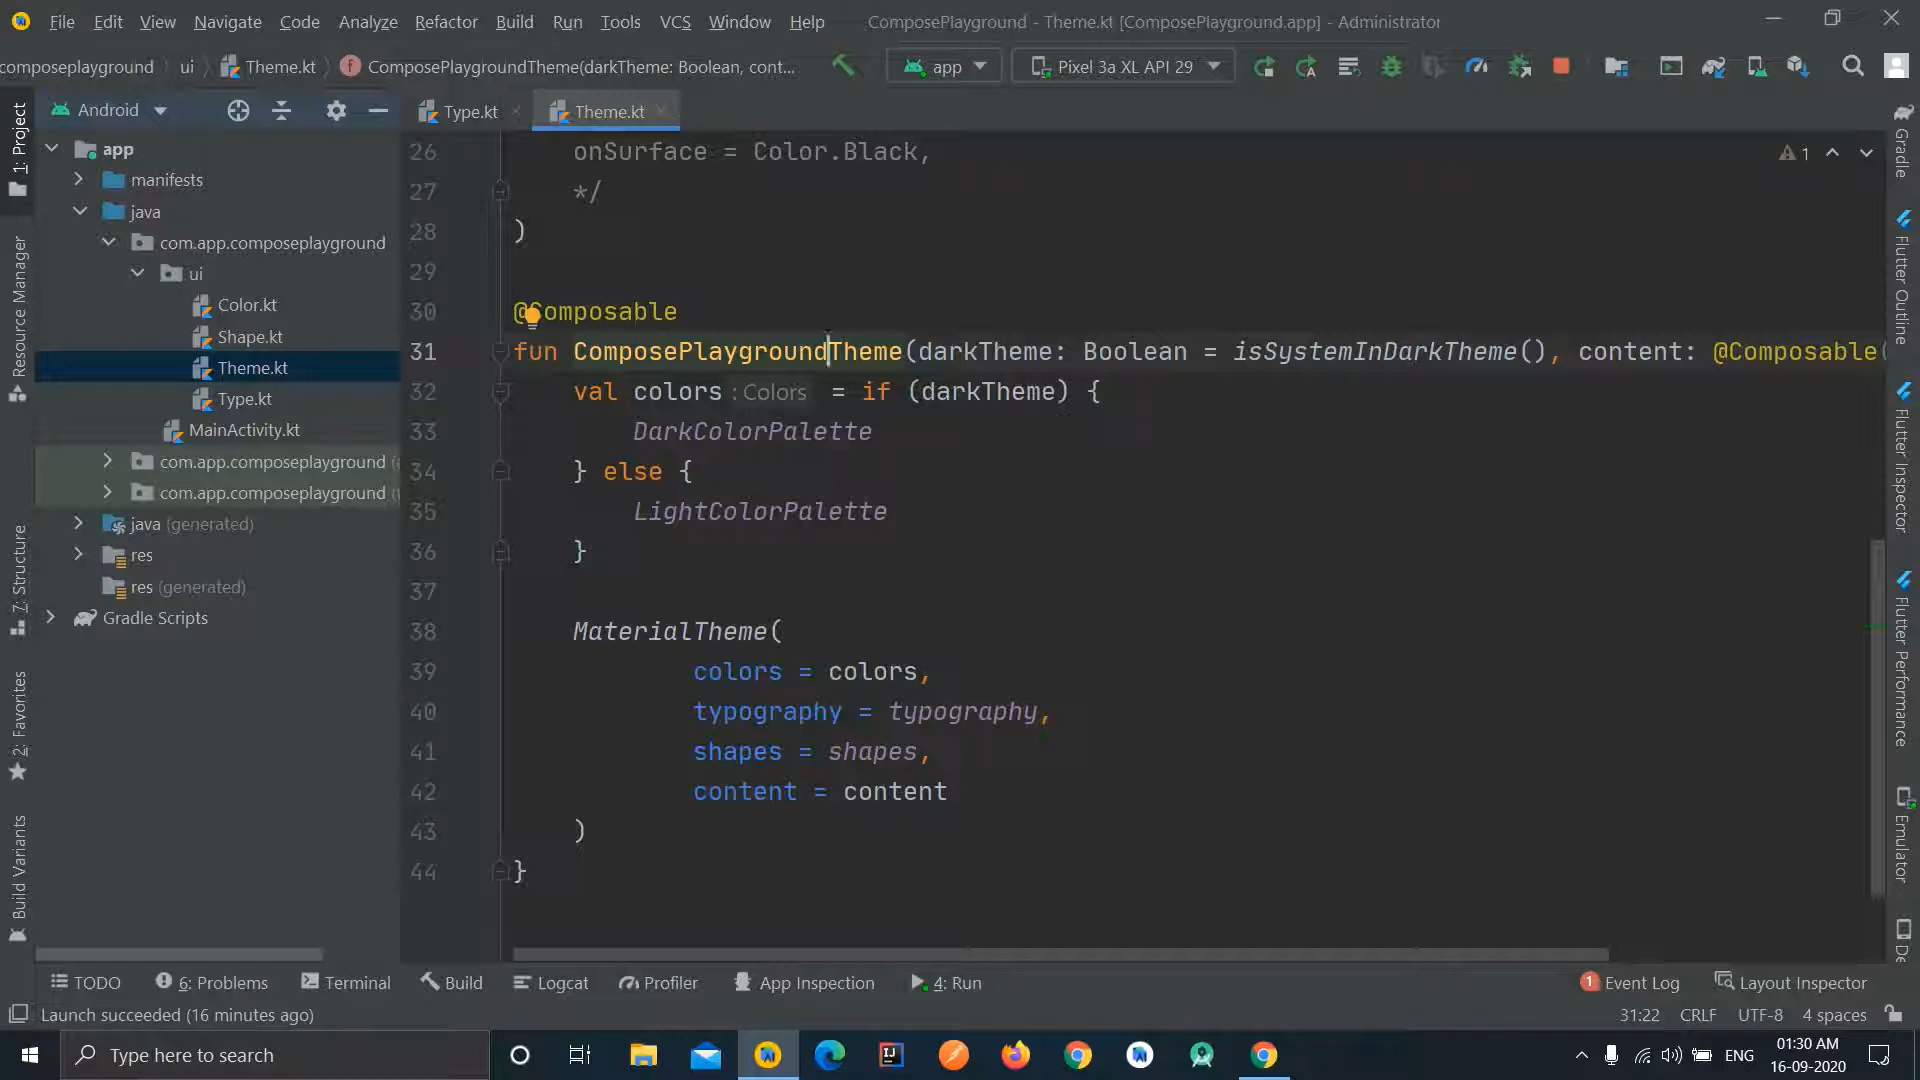 File Edit View Navigate Code Analyze Refactor Build Run Tools VCS Window Help ComposePlayground - Theme.kt [ComposePlayground.app] - Administrator
composeplayground ui Theme.kt ComposePlaygroundTheme(darkTheme: Boolean, cont... app Pixel 3a XL API 29
Android
Type.kt
Theme.kt
1: Project
Resource Manager
7: Structure
2: Favorites
Build Variants
app
manifests
java
com.app.composeplayground
ui
Color.kt
Shape.kt
Theme.kt
Type.kt
MainActivity.kt
com.app.composeplayground
com.app.composeplayground
java (generated)
res
res (generated)
Gradle Scripts
26 onSurface = Color.Black,
27 */
28 )
29
30 @Composable
31 fun ComposePlaygroundTheme(darkTheme: Boolean = isSystemInDarkTheme(), content: @Composable(
32 val colors : Colors = if (darkTheme) {
33 DarkColorPalette
34 } else {
35 LightColorPalette
36 }
37
38 MaterialTheme(
39 colors = colors,
40 typography = typography,
41 shapes = shapes,
42 content = content
43 )
44 }
1
Gradle
Flutter Outline
Flutter Inspector
Flutter Performance
Emulator
TODO 6: Problems Terminal Build Logcat Profiler App Inspection 4: Run 1 Event Log Layout Inspector
Launch succeeded (16 minutes ago) 31:22 CRLF UTF-8 4 spaces
Type here to search
ENG
01:30 AM
16-09-2020